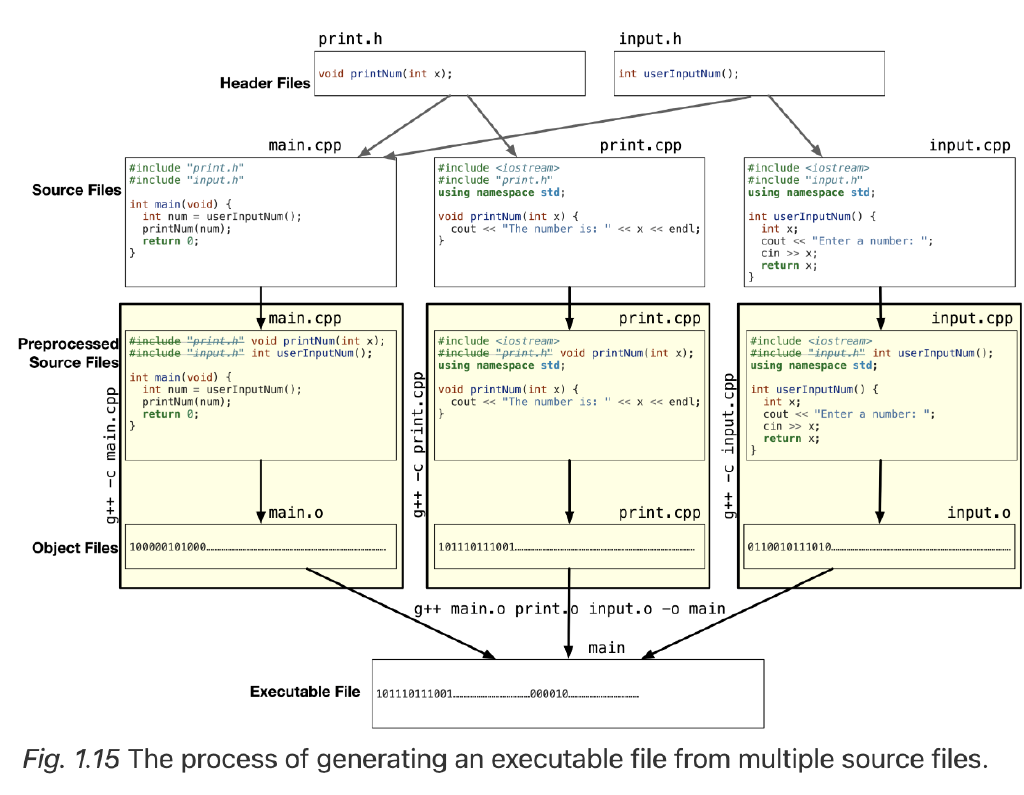 print.h
input.h
Header Files
void printNum(int x);
int userInputNum();
main.cpp
print.cpp
input.cpp
Source Files
#include "print.h"
#include "input.h"
int main(void) {
int num = userInputNum();
printNum(num);
return 0;
}
#include <iostream>
#include "print.h"
using namespace std;
void printNum(int x) {
cout << "The number is: " << x << endl;
}
#include <iostream>
#include "input.h"
using namespace std;
int userInputNum() {
int x;
cout << "Enter a number: ";
cin >> x;
return x;
}
main.cpp
print.cpp
input.cpp
Preprocessed
Source Files
g++ -c main.cpp
#include "print.h" void printNum(int x);
#include "input.h" int userInputNum();
int main(void) {
int num = userInputNum();
printNum(num);
return 0;
}
g++ -c print.cpp
#include <iostream>
#include "print.h" void printNum(int x);
using namespace std;
void printNum(int x) {
cout << "The number is: " << x << endl;
}
g++ -c input.cpp
#include <iostream>
#include "input.h" int userInputNum();
using namespace std;
int userInputNum() {
int x;
cout << "Enter a number: ";
cin >> x;
return x;
}
main.o
print.cpp
input.o
Object Files
100000101000...................................................
101110111001...................................................
0110010111010...................................................
g++ main.o print.o input.o -o main
main
Executable File
101110111001......................000010....................
Fig. 1.15 The process of generating an executable file from multiple source files.